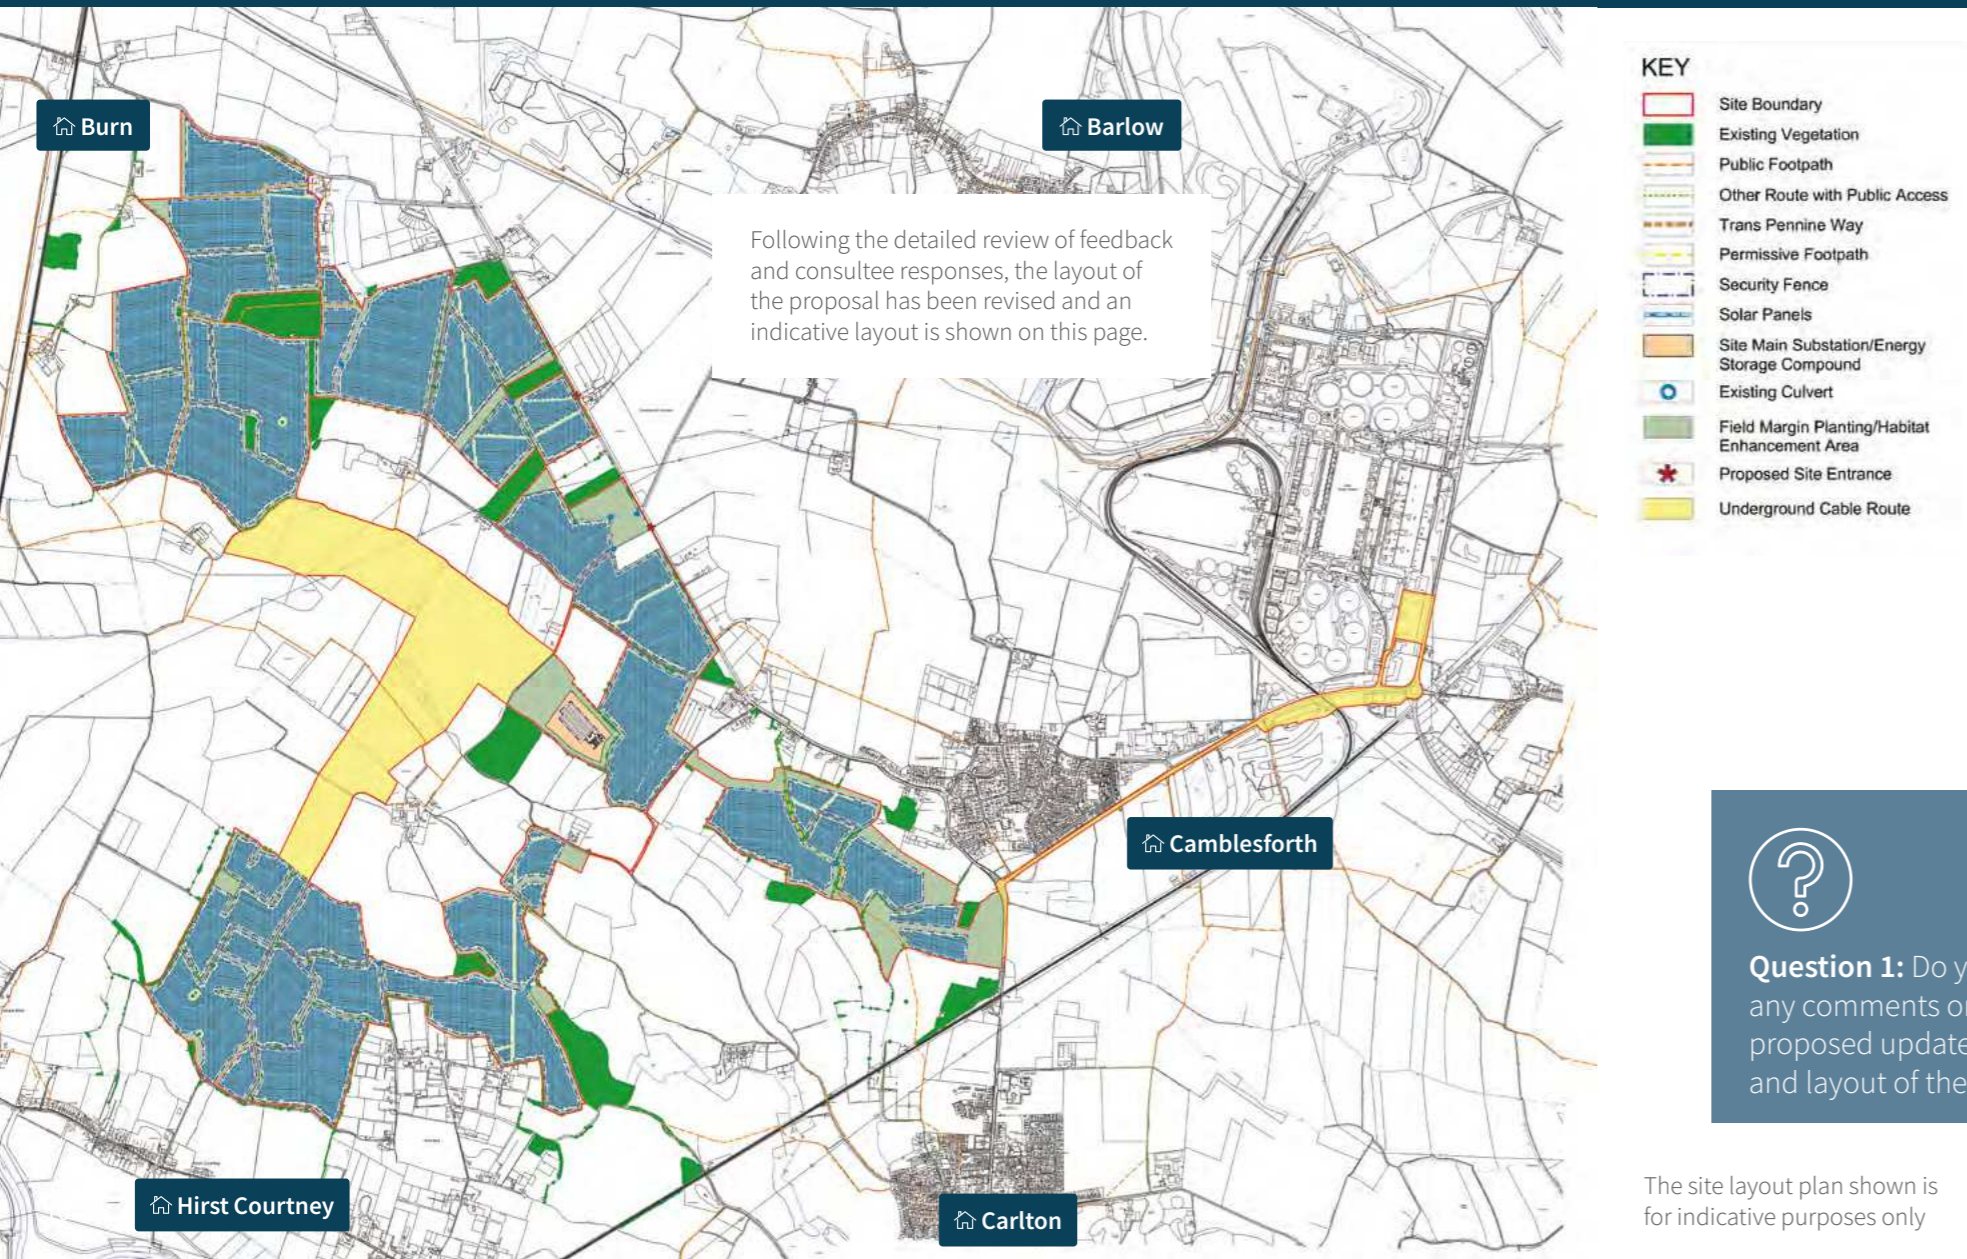 Burn
Barlow
Following the detailed review of feedback
and consultee responses, the layout of
the proposal has been revised and an
indicative layout is shown on this page.
Camblesforth
Hirst Courtney
Carlton
KEY
Site Boundary
Existing Vegetation
Public Footpath
Other Route with Public Access
Trans Pennine Way
Permissive Footpath
Security Fence
Solar Panels
Site Main Substation/Energy
Storage Compound
Existing Culvert
Field Margin Planting/Habitat
Enhancement Area
Proposed Site Entrance
Underground Cable Route
Question 1: Do y
any comments o
proposed update
and layout of the
The site layout plan shown is
for indicative purposes only